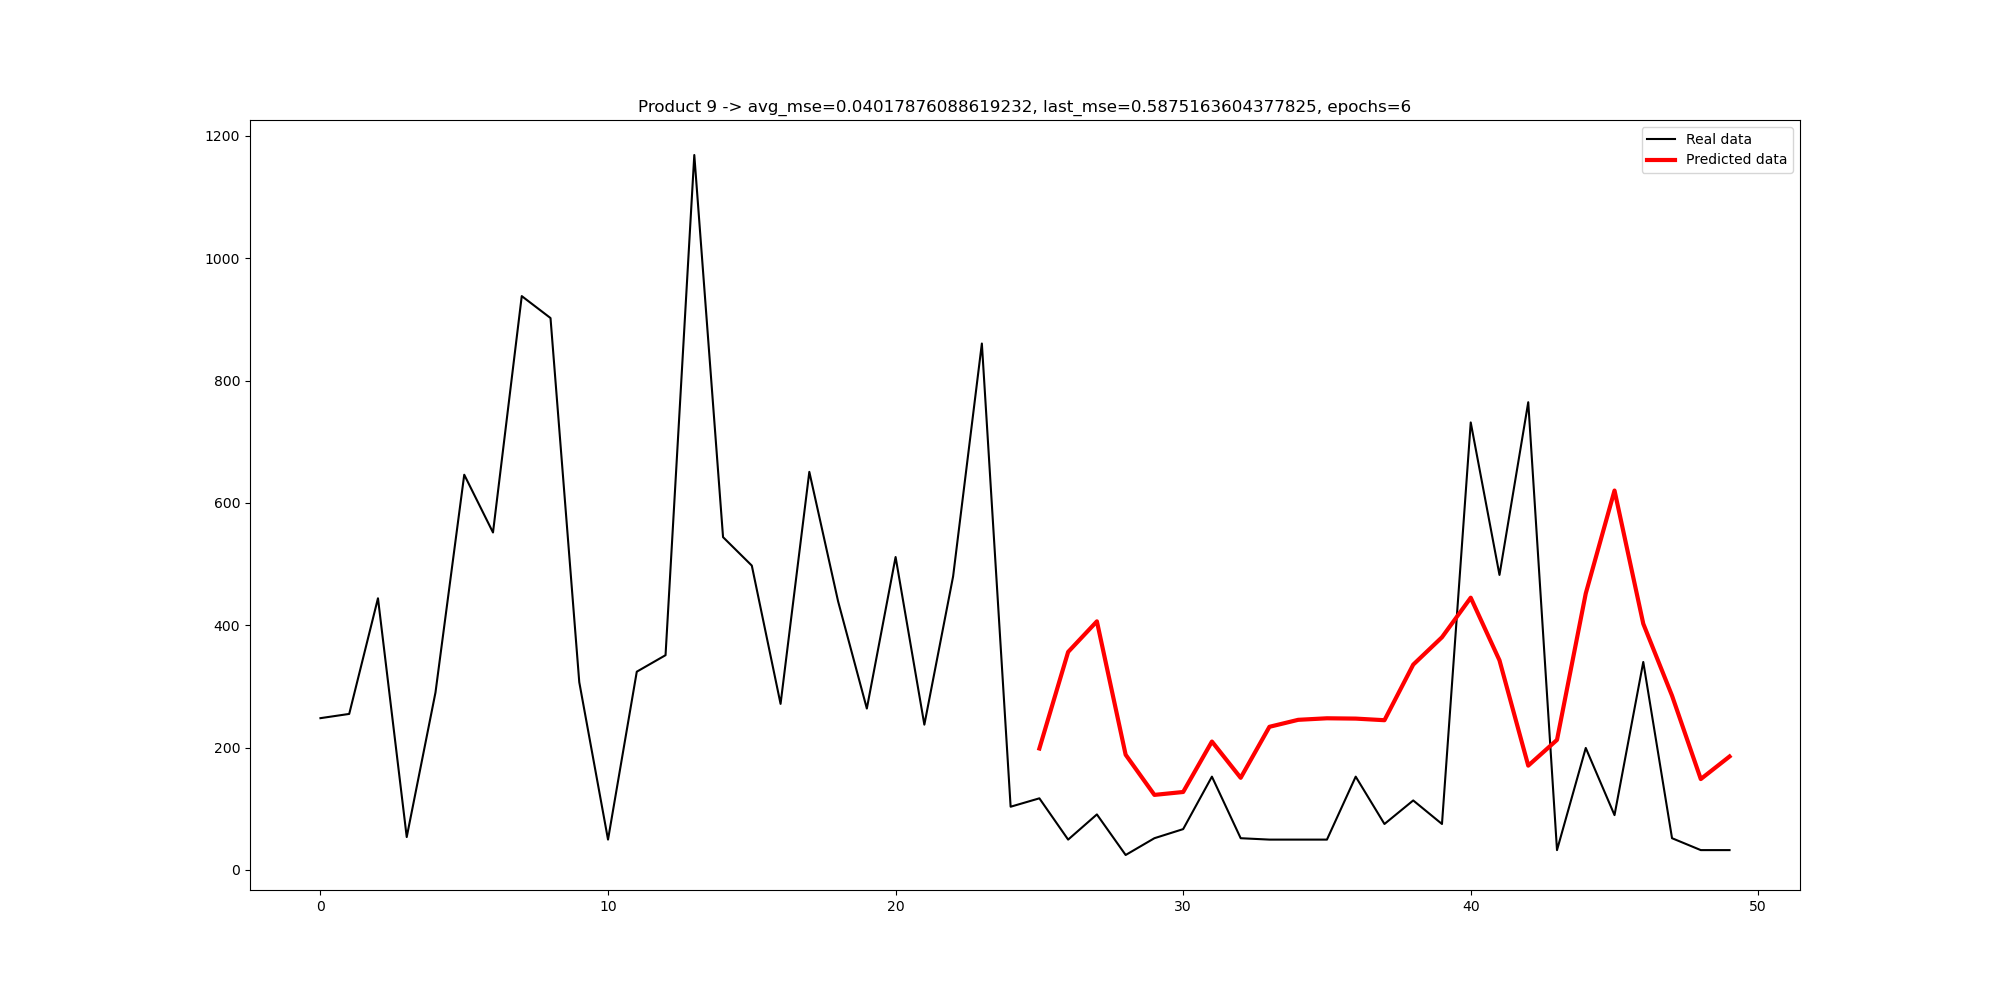 Product 9 -> avg_mse=0.04017876088619232, last_mse=0.5875163604377825, epochs=6
Real data
Predicted data
1200
1000
800
600
400
200
0
0 10 20 30 40 50